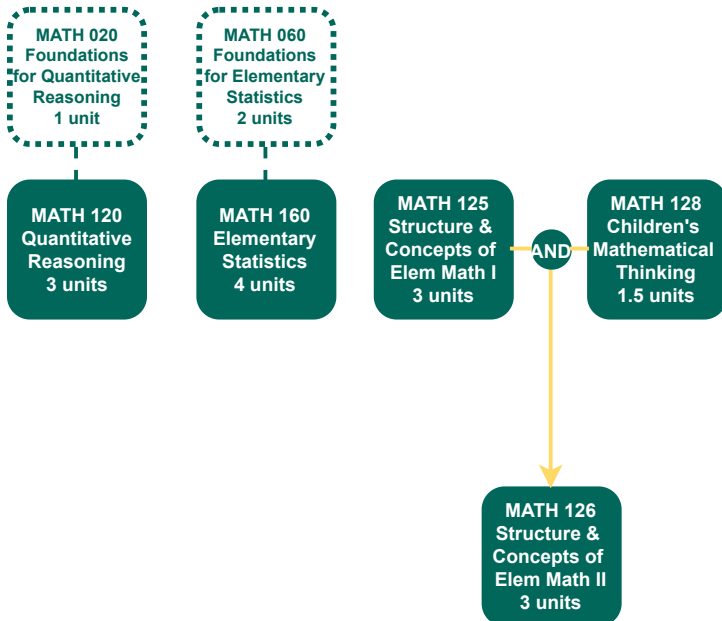 MATH 020
Foundations
for Quantitative
Reasoning
1 unit
MATH 060
Foundations
for Elementary
Statistics
2 units
MATH 120
Quantitative
Reasoning
3 units
MATH 160
Elementary
Statistics
4 units
MATH 125
Structure &
Concepts of
Elem Math I
3 units
AND
MATH 128
Children's
Mathematical
Thinking
1.5 units
MATH 126
Structure &
Concepts of
Elem Math II
3 units